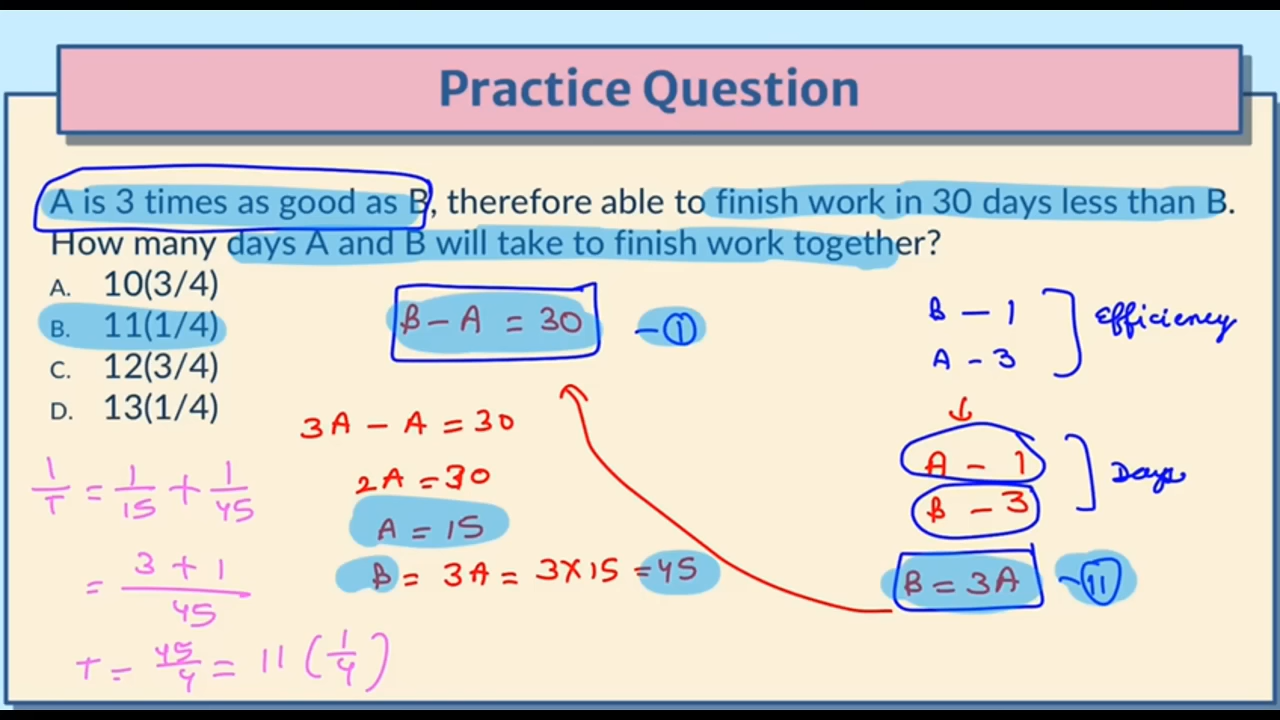 Practice Question
A is 3 times as good as B, therefore able to finish work in 30 days less than B.
How many days A and B will take to finish work together?
A. 10(3/4)
B. 11(1/4)
C. 12(3/4)
D. 13(1/4)
B - A = 30 - ①
B - 1
A - 3
Efficiency
3A - A = 30
2A = 30
A = 15
B = 3A = 3×15 = 45
A - 1
B - 3
Days
B = 3A - ⑪
1/T = 1/15 + 1/45
= 3 + 1 / 45
T = 45/4 = 11 (1/4)